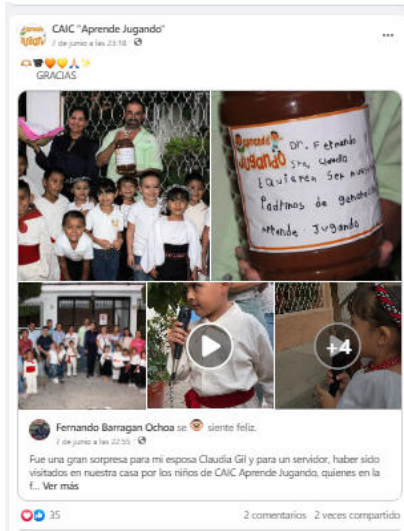 CAIC "Aprende Jugando"
7 de junio a las 23:18
GRACIAS
Aprende
Jugando
Dr. Fernando
Sra. Claudia
¿Quieren Ser nuestros
Padrinos de generación
Aprende Jugando
+4
Fernando Barragan Ochoa se 😊 siente feliz.
7 de junio a las 22:55
Fue una gran sorpresa para mi esposa Claudia Gil y para un servidor, haber sido
visitados en nuestra casa por los niños de CAIC Aprende Jugando, quienes en la
f... Ver más
35
2 comentarios 2 veces compartido